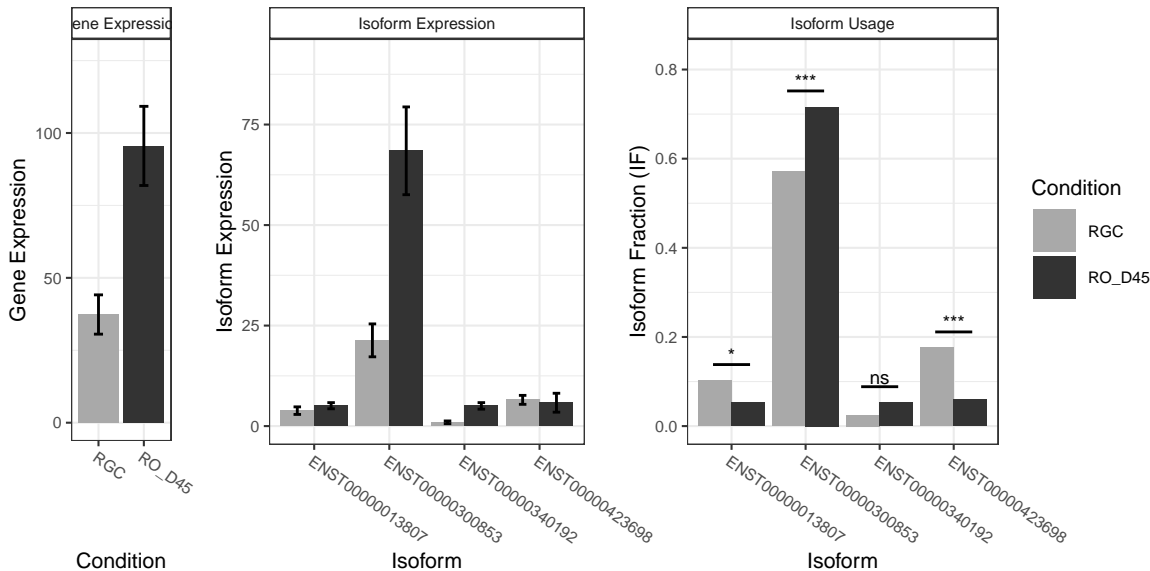 ene Expressio
Gene Expression
100
50
0
RGC
RO_D45
Condition
Isoform Expression
Isoform Expression
75
50
25
0
ENST00000013807
ENST00000300853
ENST00000340192
ENST00000423698
Isoform
Isoform Usage
Isoform Fraction (IF)
0.8
0.6
0.4
0.2
0.0
*
***
ns
***
ENST00000013807
ENST00000300853
ENST00000340192
ENST00000423698
Isoform
Condition
RGC
RO_D45